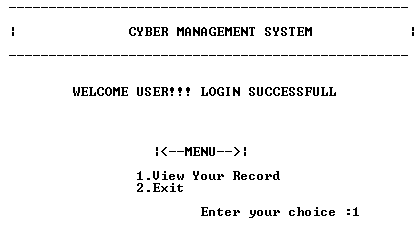 --------------------------------------------------
¦ CYBER MANAGEMENT SYSTEM ¦
--------------------------------------------------
WELCOME USER!!! LOGIN SUCCESSFULL
¦<--MENU-->¦
1.View Your Record
2.Exit
Enter your choice :1